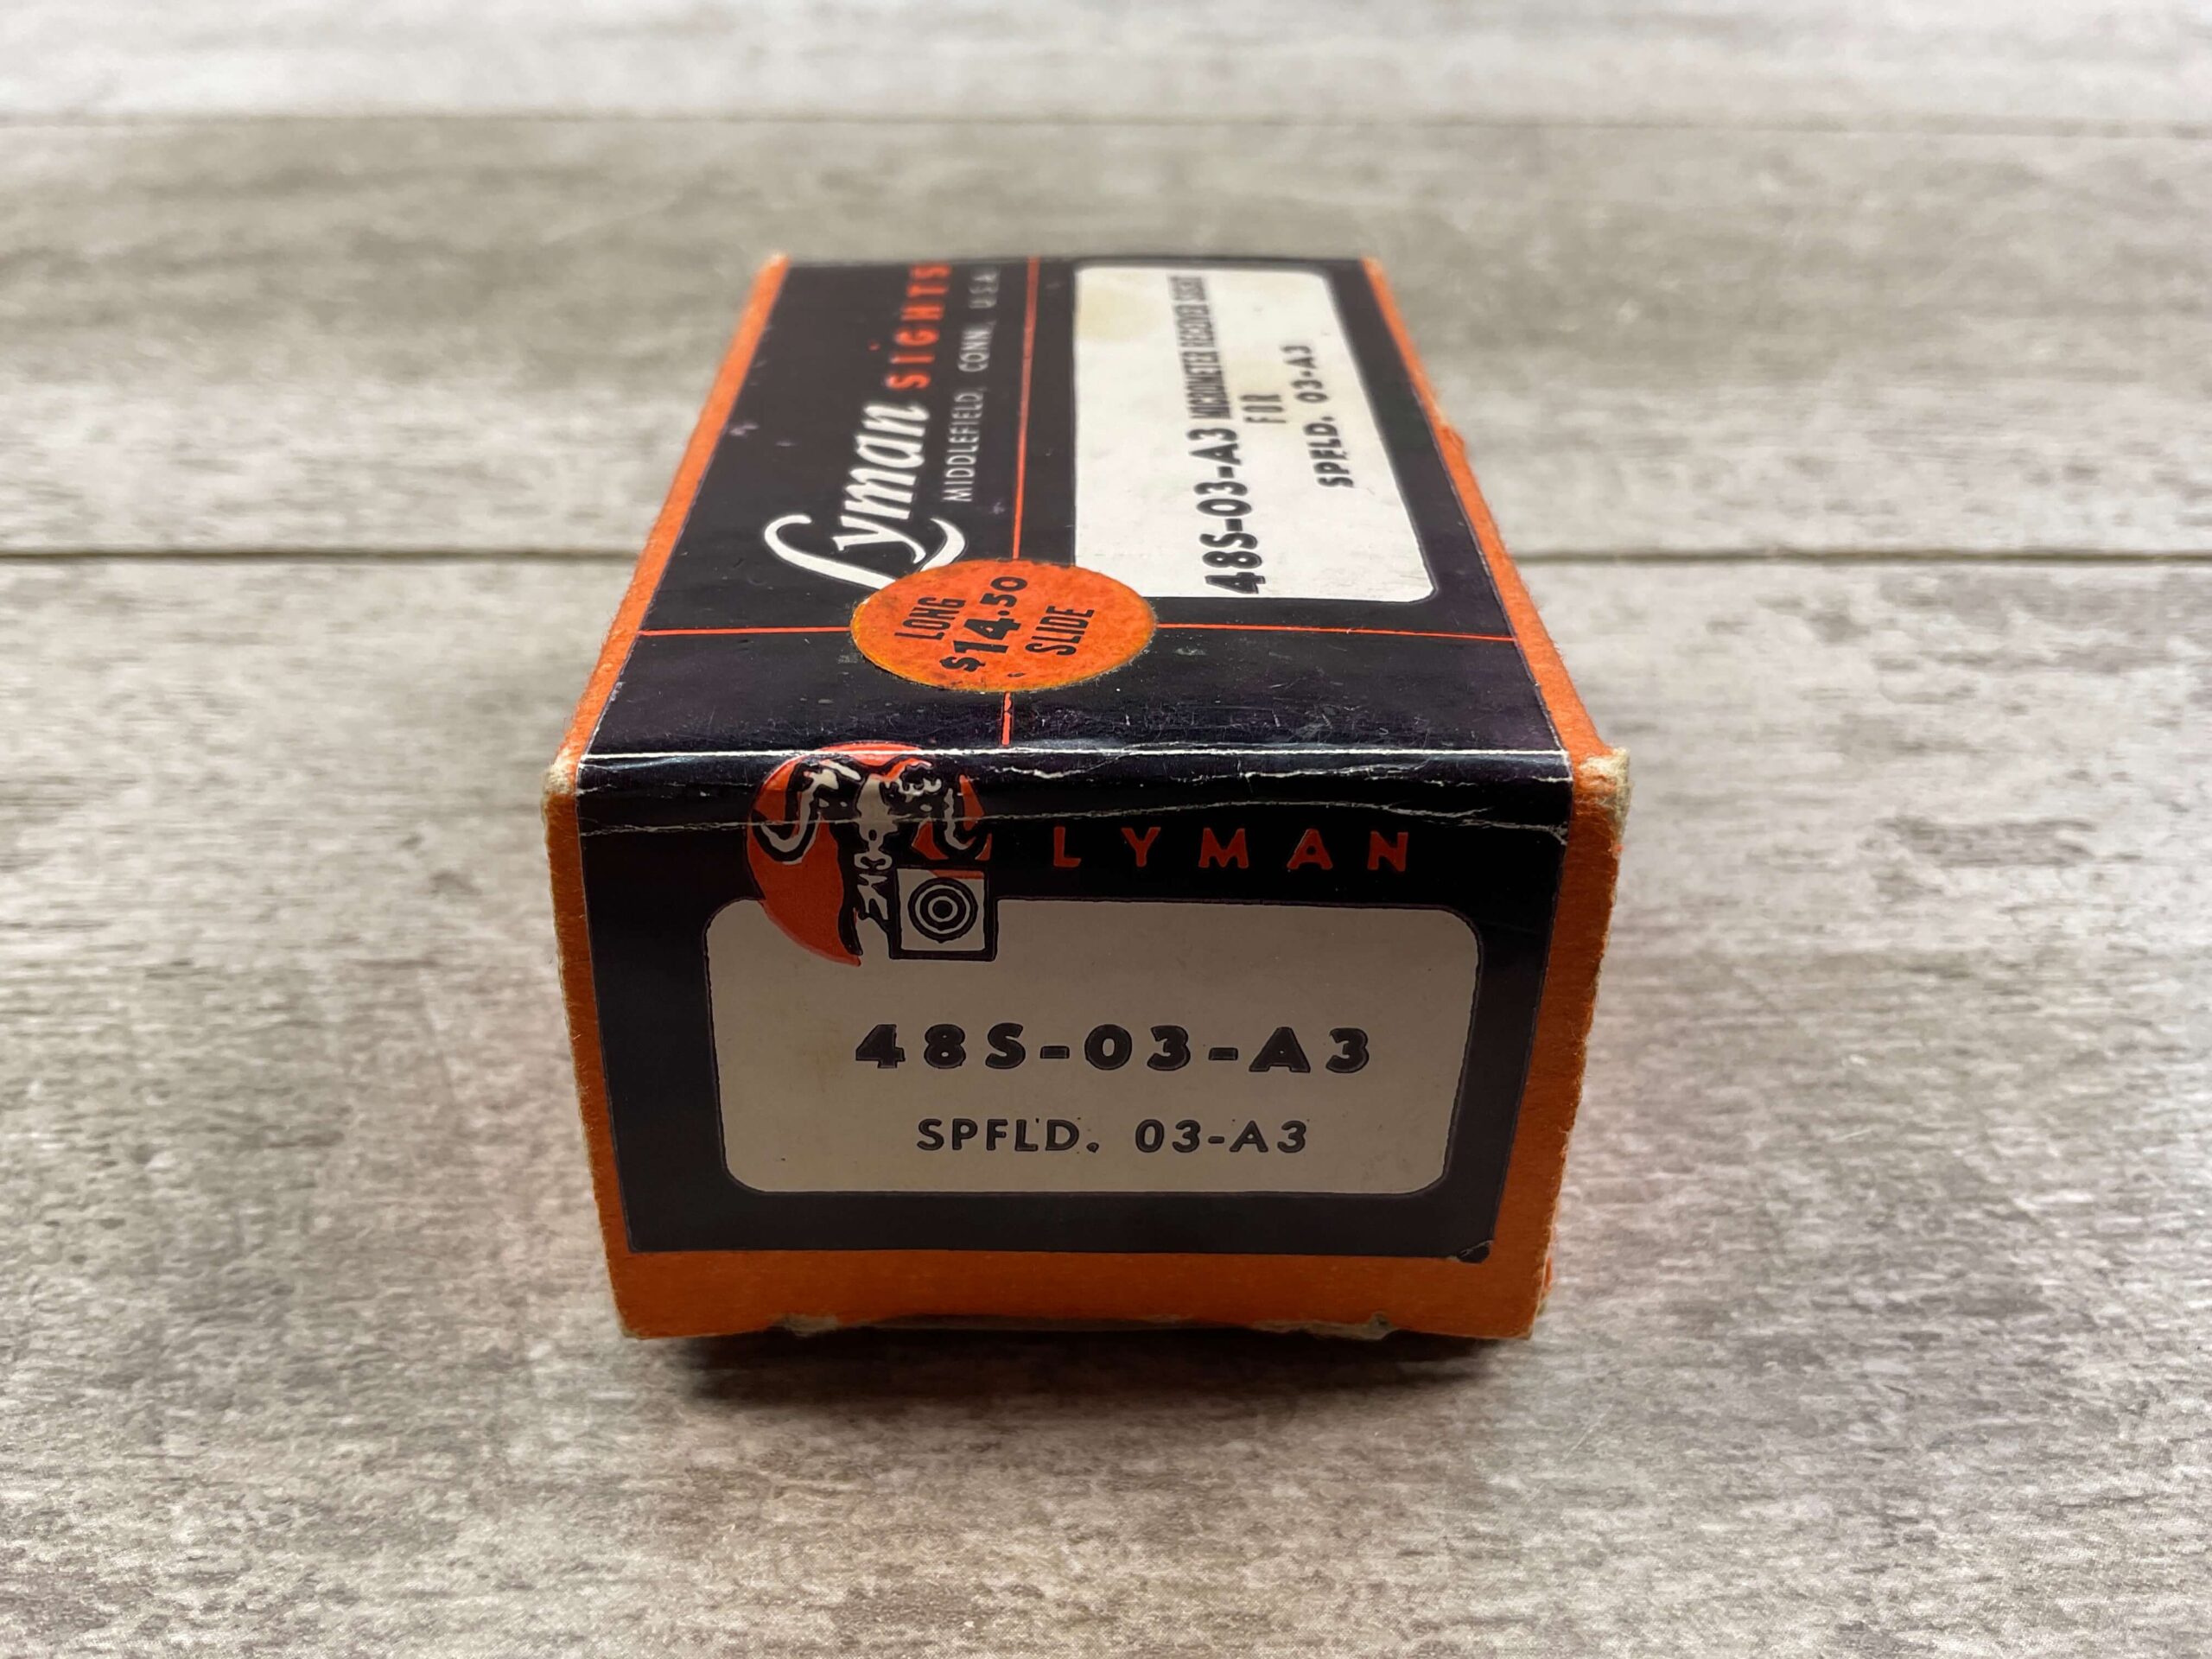 Lyman SIGHTS
MIDDLEFIELD, CONN., U.S.A.
48S-03-A3 MICROMETER RECEIVER SIGHT
FOR
SPFLD. 03-A3
LONG
$14.50
SLIDE
LYMAN
48S-03-A3
SPFLD. 03-A3